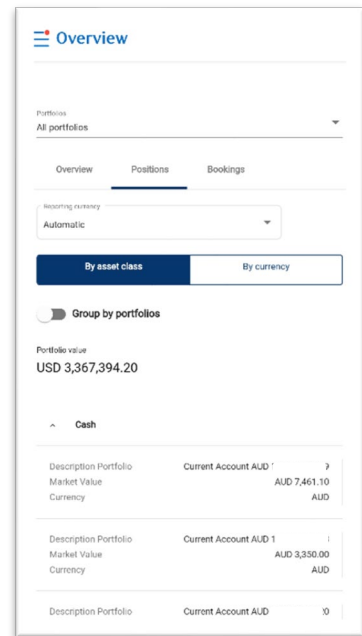 Overview
Portfolios
All portfolios
Overview Positions Bookings
Reporting currency
Automatic
By asset class By currency
Group by portfolios
Portfolio value
USD 3,367,394.20
Cash
Description Portfolio Current Account AUD
Market Value AUD 7,461.10
Currency AUD
Description Portfolio Current Account AUD 1
Market Value AUD 3,350.00
Currency AUD
Description Portfolio Current Account AUD